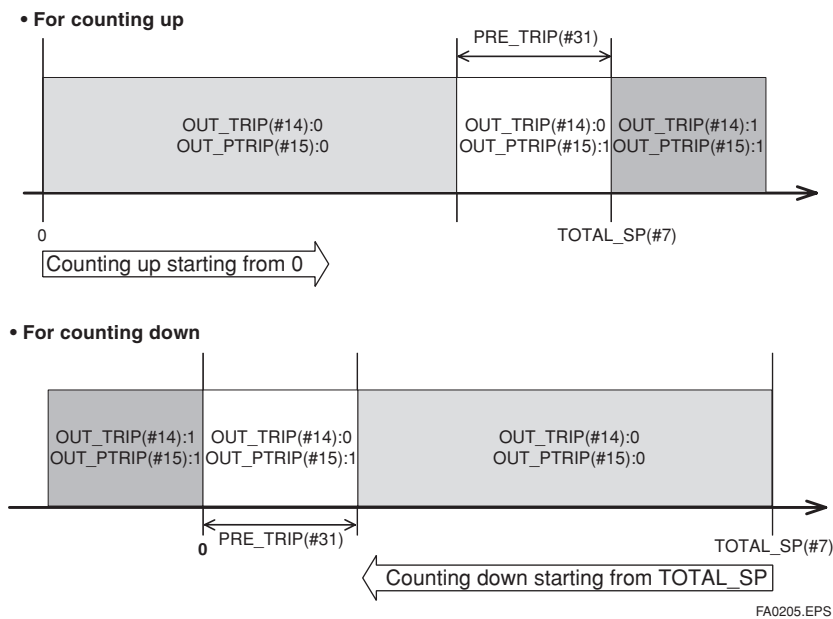 • For counting up
PRE_TRIP(#31)
OUT_TRIP(#14):0
OUT_PTRIP(#15):0
OUT_TRIP(#14):0
OUT_PTRIP(#15):1
OUT_TRIP(#14):1
OUT_PTRIP(#15):1
0
TOTAL_SP(#7)
Counting up starting from 0
• For counting down
OUT_TRIP(#14):1
OUT_PTRIP(#15):1
OUT_TRIP(#14):0
OUT_PTRIP(#15):1
OUT_TRIP(#14):0
OUT_PTRIP(#15):0
0
PRE_TRIP(#31)
TOTAL_SP(#7)
Counting down starting from TOTAL_SP
FA0205.EPS